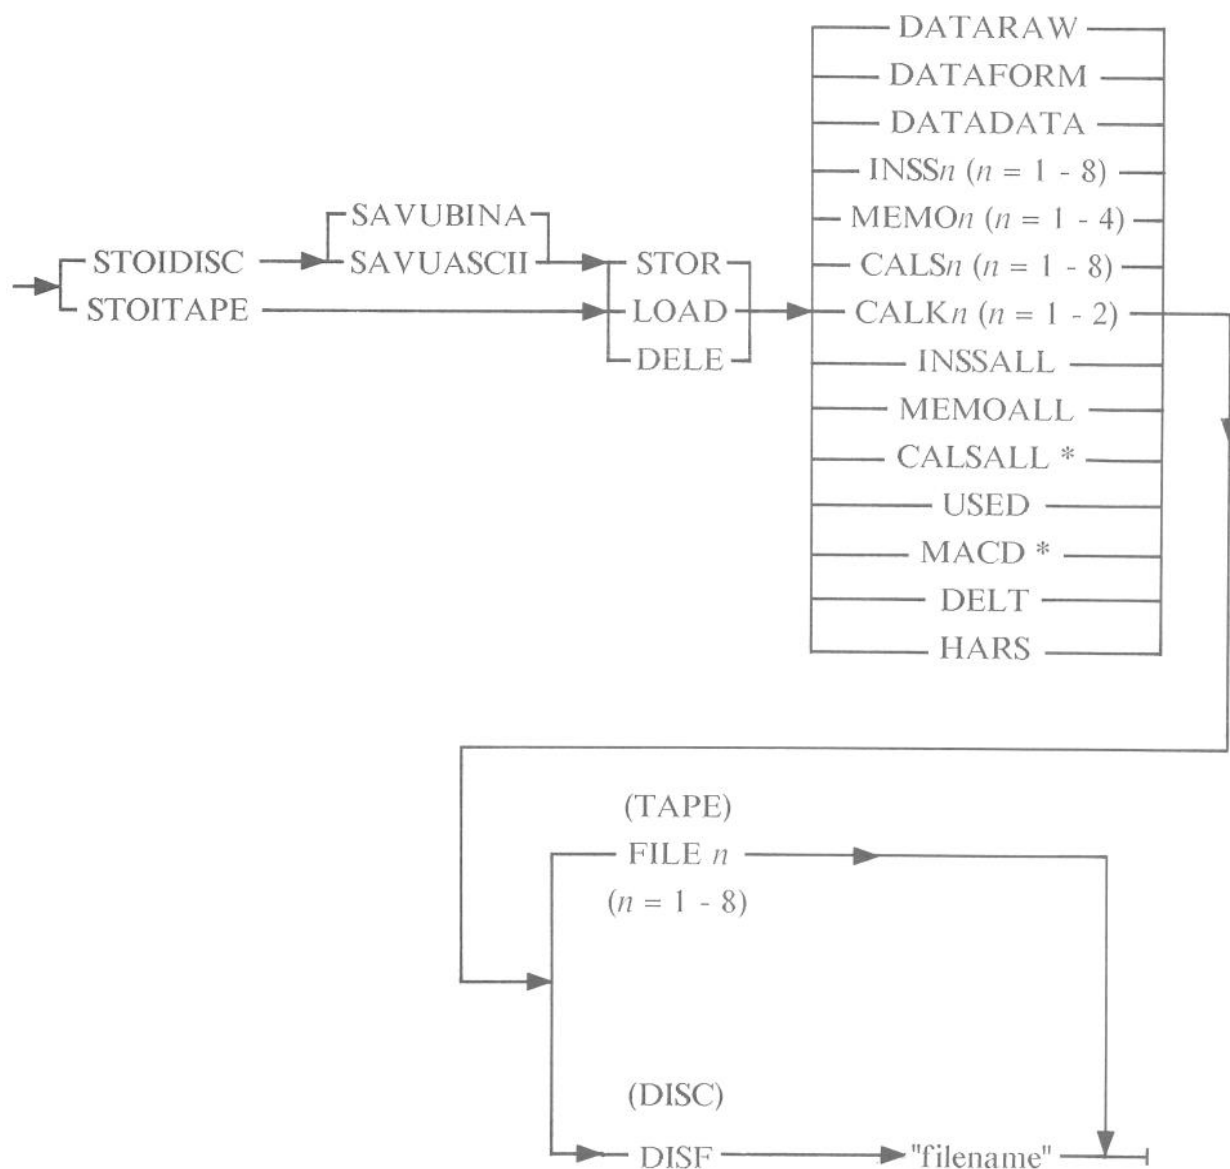 DATARAW
DATAFORM
DATADATA
INSSn (n = 1 - 8)
SAVUBINA
MEMOn (n = 1 - 4)
STOIDISC
SAVUASCII
STOR
CALSn (n = 1 - 8)
STOITAPE
LOAD
CALKn (n = 1 - 2)
DELE
INSSALL
MEMOALL
CALSALL *
USED
MACD *
DELT
HARS
(TAPE)
FILE n
(n = 1 - 8)
(DISC)
DISF
"filename"